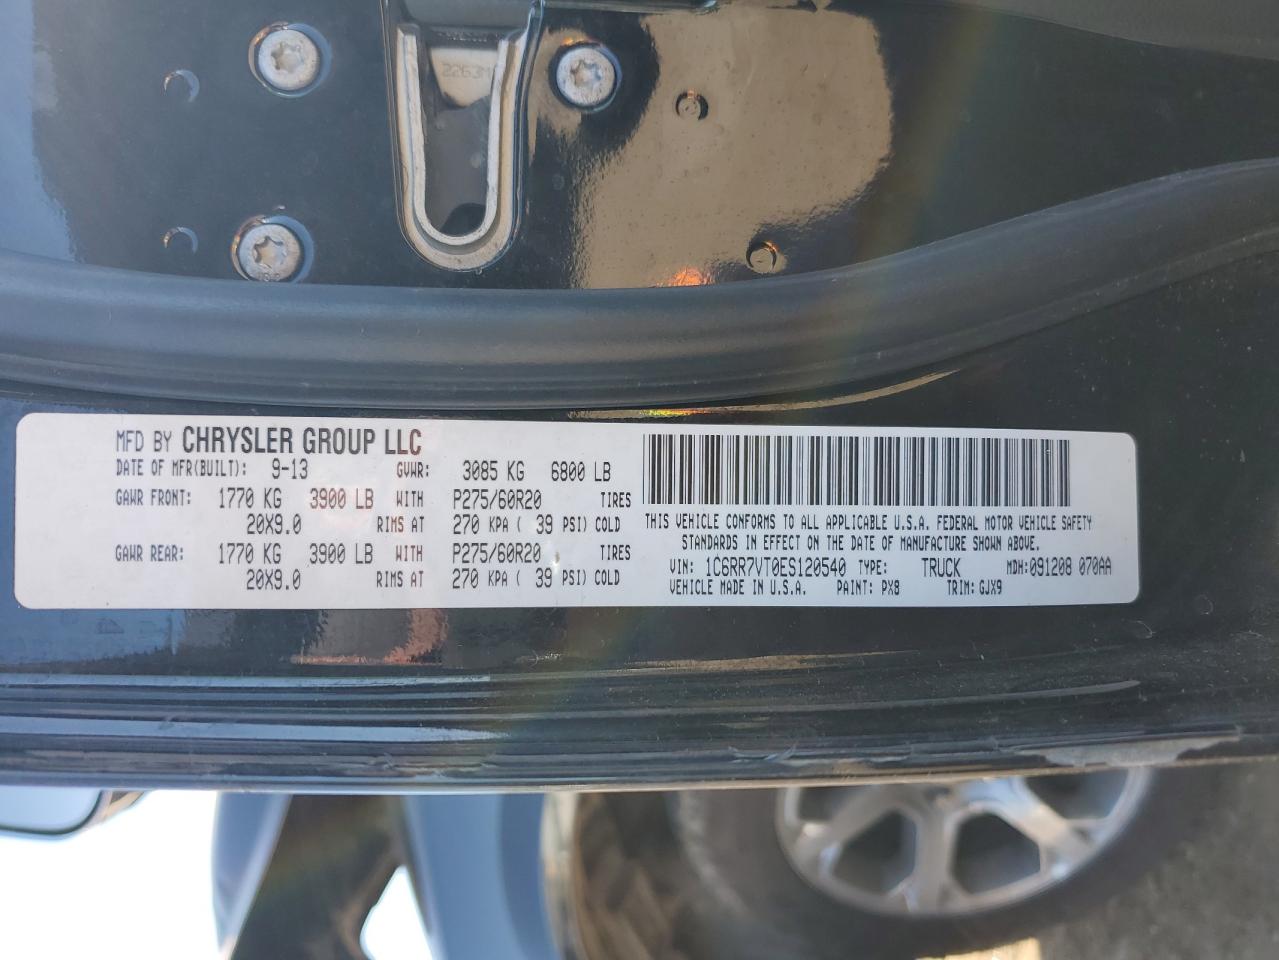 2263M
MFD BY CHRYSLER GROUP LLC
DATE OF MFR(BUILT): 9-13 GVWR: 3085 KG 6800 LB
GAWR FRONT: 1770 KG 3900 LB WITH P275/60R20 TIRES
20X9.0 RIMS AT 270 KPA ( 39 PSI) COLD
GAWR REAR: 1770 KG 3900 LB WITH P275/60R20 TIRES
20X9.0 RIMS AT 270 KPA ( 39 PSI) COLD
THIS VEHICLE CONFORMS TO ALL APPLICABLE U.S.A. FEDERAL MOTOR VEHICLE SAFETY
STANDARDS IN EFFECT ON THE DATE OF MANUFACTURE SHOWN ABOVE.
VIN: 1C6RR7VT0ES120540 TYPE: TRUCK MDH: 091208 070AA
VEHICLE MADE IN U.S.A. PAINT: PX8 TRIM: GJX9